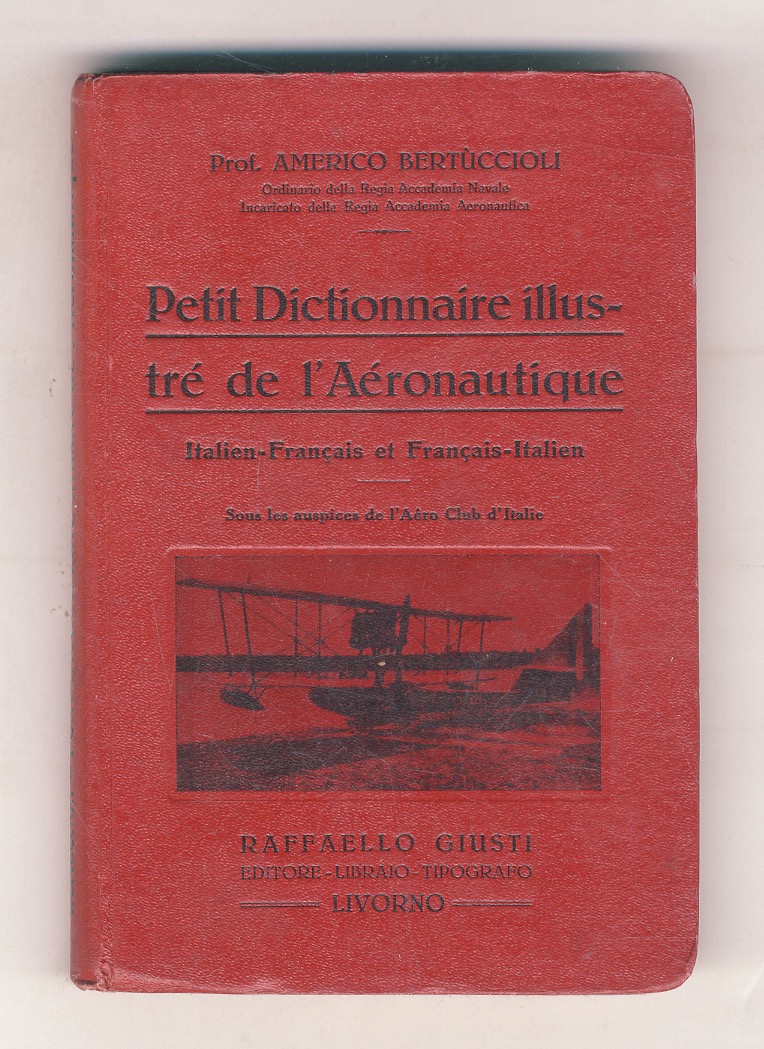 Prof. AMERICO BERTÙCCIOLI
Ordinario della Regia Accademia Navale
Incaricato della Regia Accademia Aeronautica
Petit Dictionnaire illus-
tré de l'Aéronautique
Italien-Français et Français-Italien
Sous les auspices de l'Aéro Club d'Italie
RAFFAELLO GIUSTI
EDITORE-LIBRAIO-TIPOGRAFO
LIVORNO